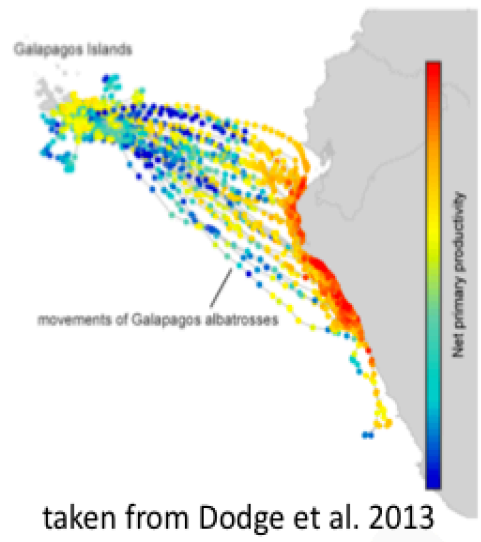 Galapagos Islands
Net primary productivity
movements of Galapagos albatrosses
taken from Dodge et al. 2013